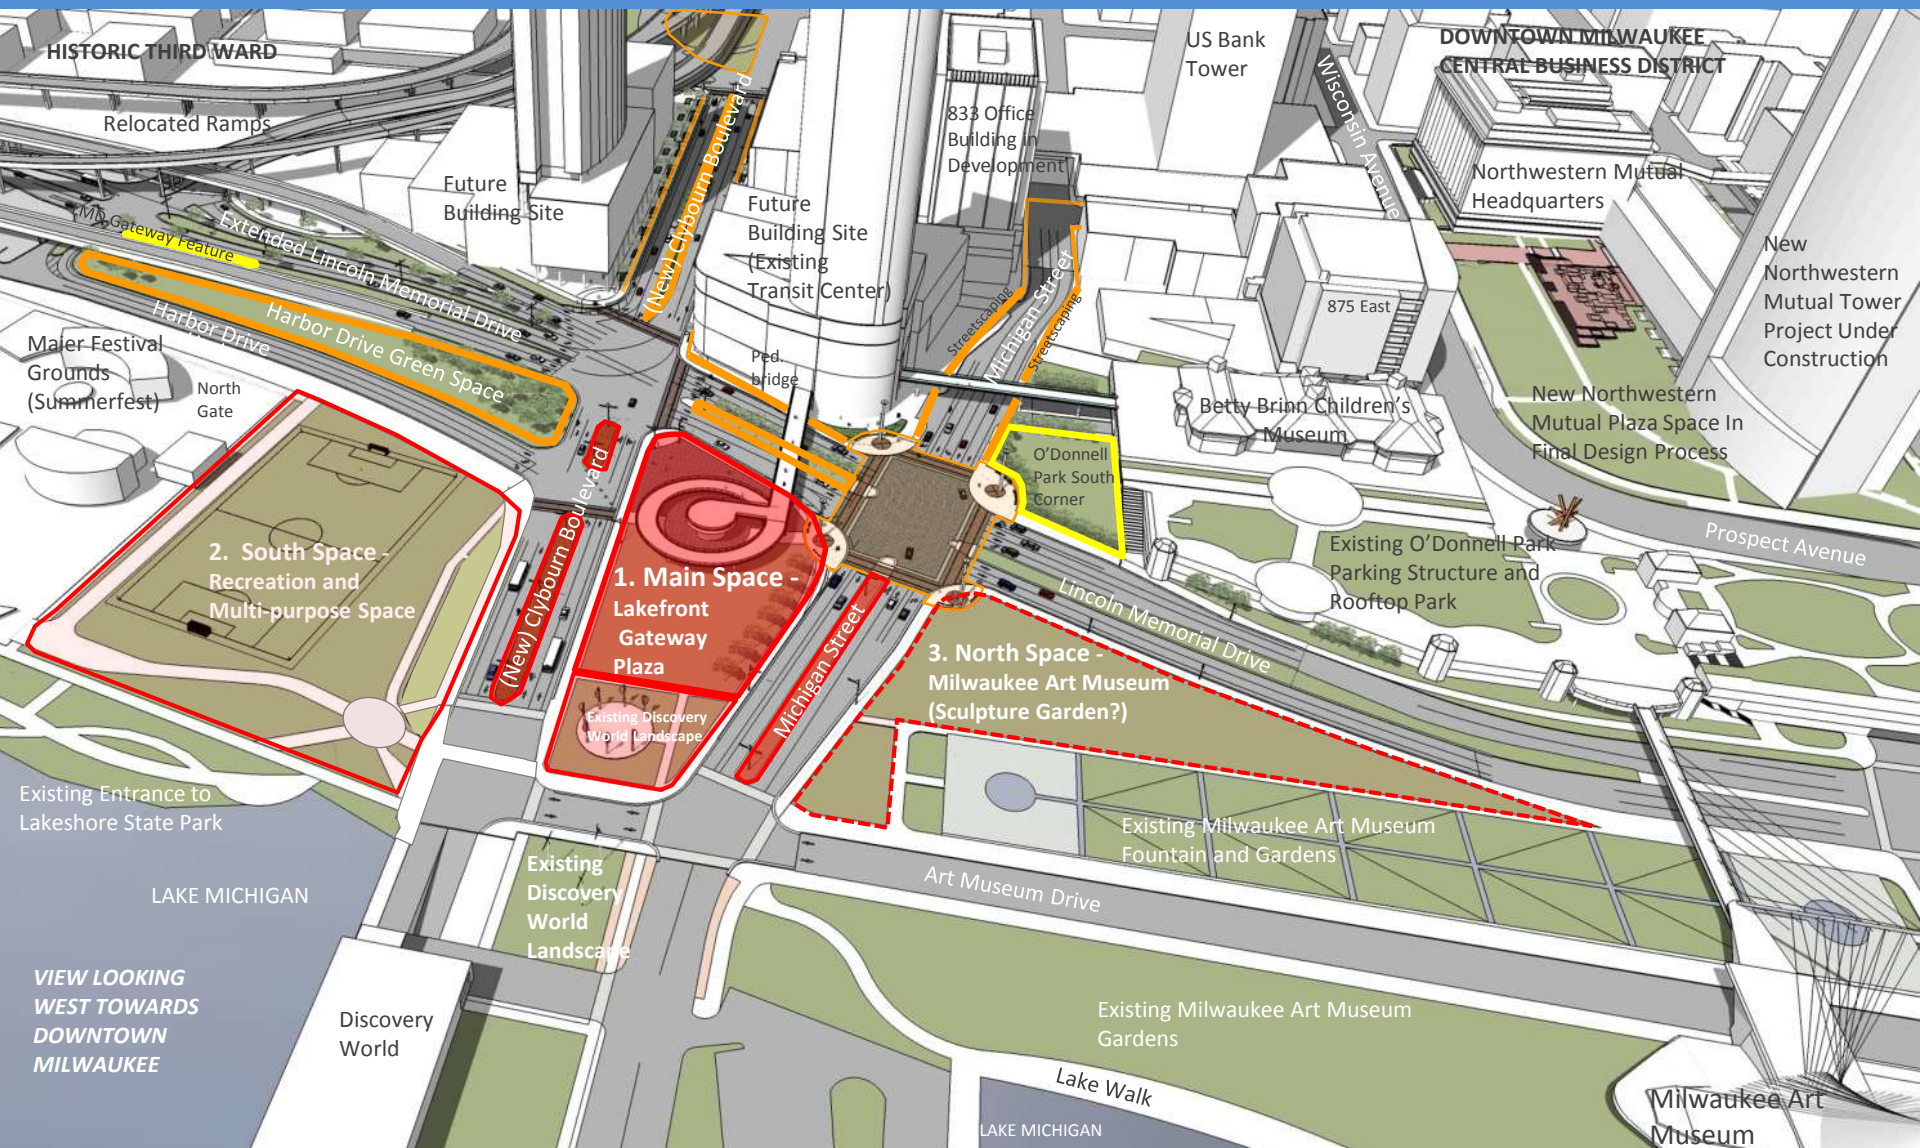 HISTORIC THIRD WARD
Relocated Ramps
Future
Building Site
(New) Clybourn Boulevard
Future
Building Site
(Existing
Transit Center)
833 Office
Building in
Development
US Bank
Tower
Wisconsin Avenue
DOWNTOWN MILWAUKEE
CENTRAL BUSINESS DISTRICT
Northwestern Mutual
Headquarters
New
Northwestern
Mutual Tower
Project Under
Construction
LMD Gateway Feature
Extended Lincoln Memorial Drive
Harbor Drive Green Space
Harbor Drive
Maier Festival
Grounds
(Summerfest)
North
Gate
Ped.
bridge
Streetscaping
Michigan Street
Streetscaping
875 East
Betty Brinn Children's
Museum
New Northwestern
Mutual Plaza Space In
Final Design Process
O'Donnell
Park South
Corner
Prospect Avenue
Existing O'Donnell Park
Parking Structure and
Rooftop Park
2. South Space -
Recreation and
Multi-purpose Space
(New) Clybourn Boulevard
1. Main Space -
Lakefront
Gateway
Plaza
Michigan Street
Lincoln Memorial Drive
3. North Space -
Milwaukee Art Museum
(Sculpture Garden?)
Existing Discovery
World Landscape
Existing Entrance to
Lakeshore State Park
Existing Milwaukee Art Museum
Fountain and Gardens
Existing
Discovery
World
Landscape
Art Museum Drive
LAKE MICHIGAN
VIEW LOOKING
WEST TOWARDS
DOWNTOWN
MILWAUKEE
Discovery
World
Existing Milwaukee Art Museum
Gardens
Lake Walk
LAKE MICHIGAN
Milwaukee Art
Museum